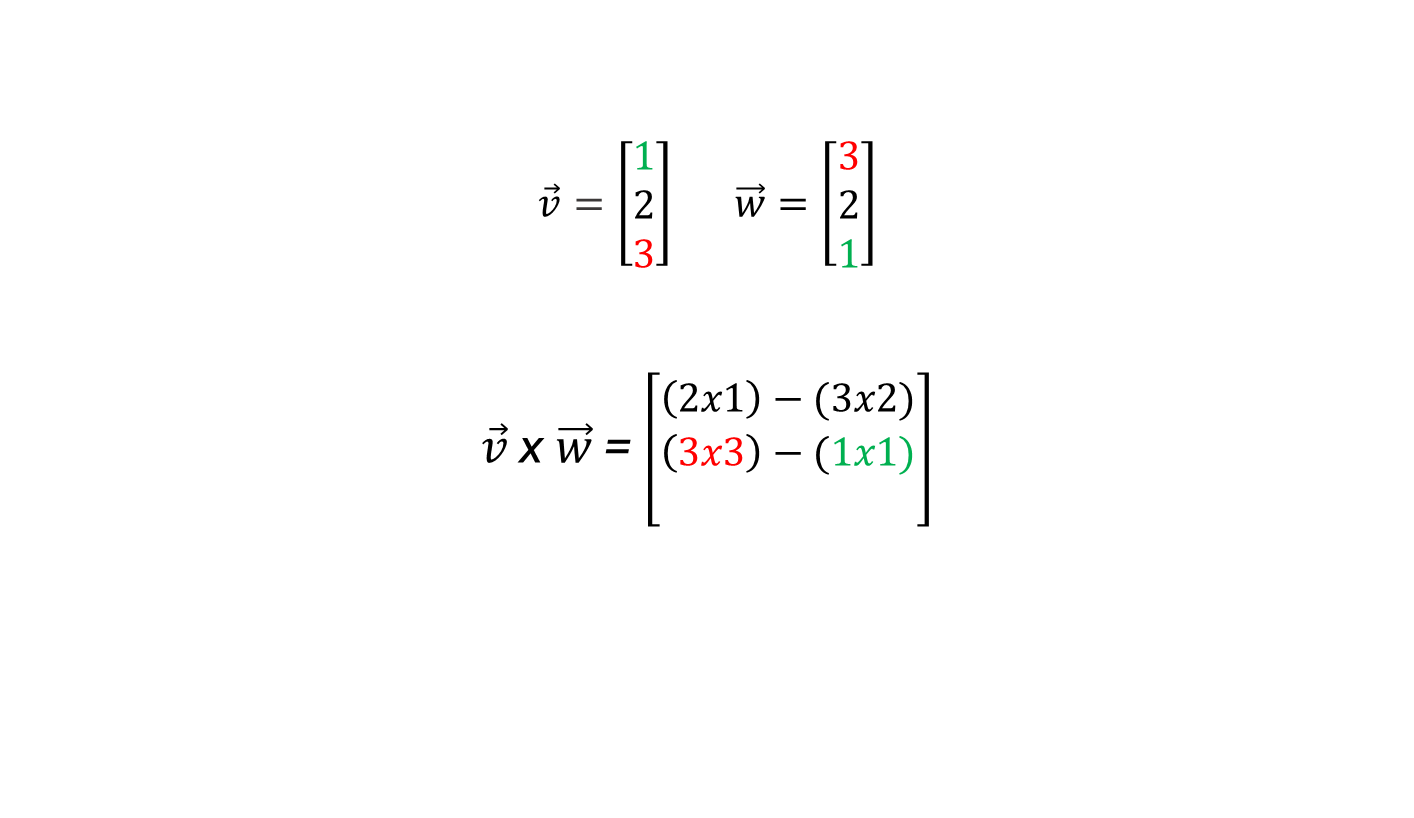 v⃗ = [1 2 3] w⃗ = [3 2 1]
v⃗ x w⃗ = [(2x1) − (3x2)
(3x3) − (1x1)]